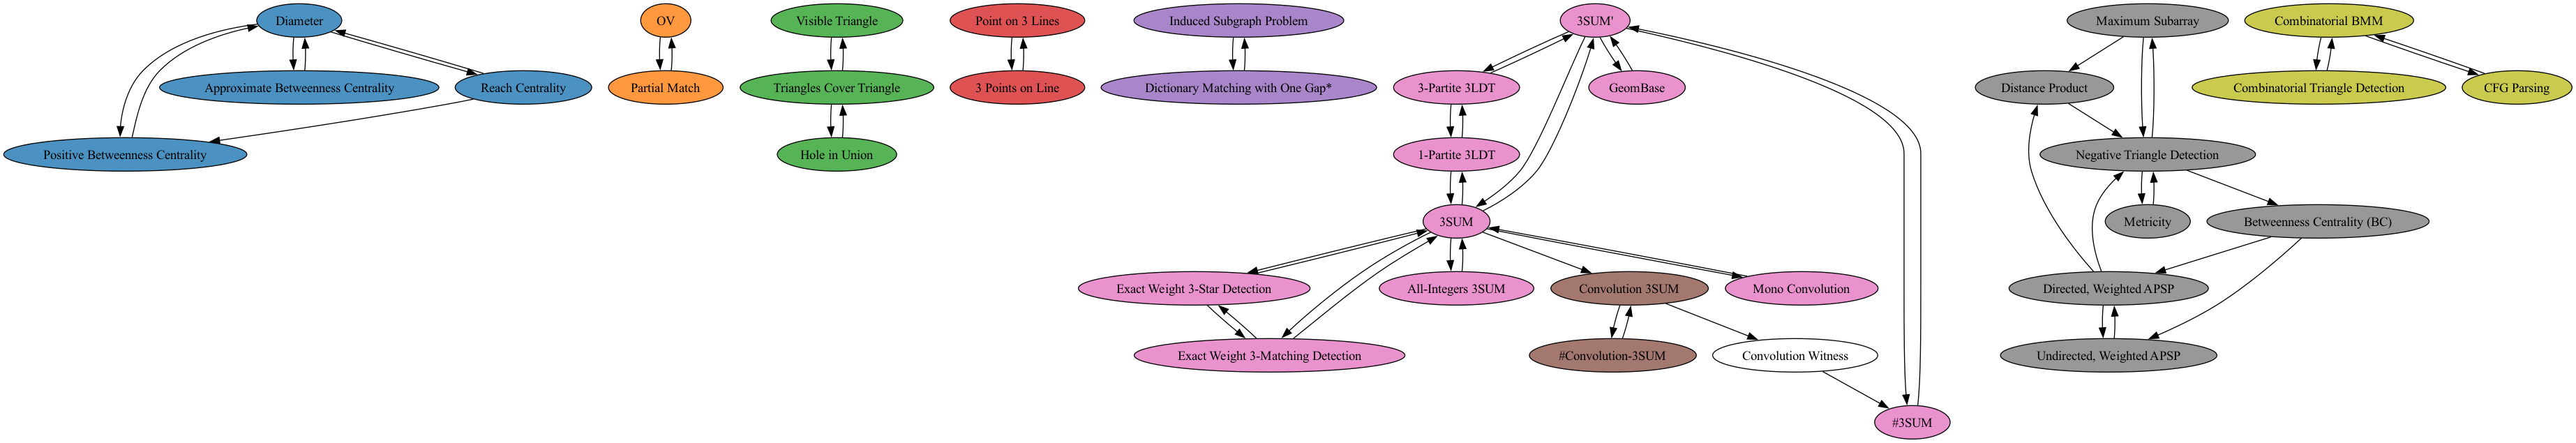 Diameter
OV
Visible Triangle
Point on 3 Lines
Induced Subgraph Problem
3SUM'
Maximum Subarray
Combinatorial BMM
Approximate Betweenness Centrality
Reach Centrality
Partial Match
Triangles Cover Triangle
3 Points on Line
Dictionary Matching with One Gap*
3-Partite 3LDT
GeomBase
Distance Product
Combinatorial Triangle Detection
CFG Parsing
Positive Betweenness Centrality
Hole in Union
1-Partite 3LDT
Negative Triangle Detection
3SUM
Metricity
Betweenness Centrality (BC)
Exact Weight 3-Star Detection
All-Integers 3SUM
Convolution 3SUM
Mono Convolution
Directed, Weighted APSP
Exact Weight 3-Matching Detection
#Convolution-3SUM
Convolution Witness
Undirected, Weighted APSP
#3SUM